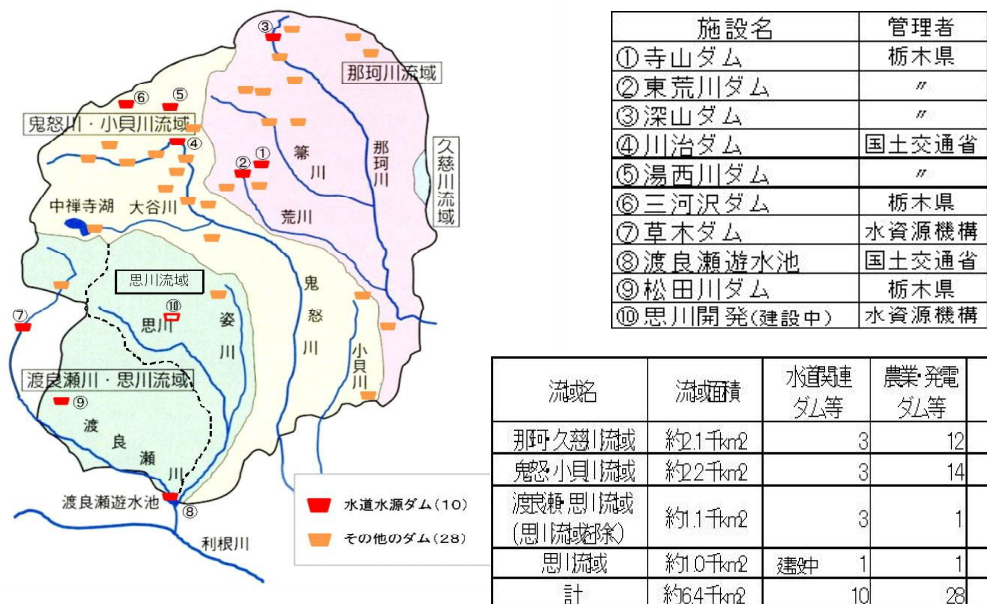 ③
那珂川流域
⑥
⑤
鬼怒川・小貝川流域
④
②
①
箒川
那珂川
久慈川流域
中禅寺湖
大谷川
荒川
思川流域
⑩
思川
姿川
鬼怒川
小貝川
⑦
渡良瀬川・思川流域
⑨
渡良瀬川
渡良瀬遊水池
⑧
利根川
水道水源ダム(10)
その他のダム(28)
施設名 管理者
①寺山ダム 栃木県
②東荒川ダム 〃
③深山ダム 〃
④川治ダム 国土交通省
⑤湯西川ダム 〃
⑥三河沢ダム 栃木県
⑦草木ダム 水資源機構
⑧渡良瀬遊水池 国土交通省
⑨松田川ダム 栃木県
⑩思川開発(建設中) 水資源機構
流域名 流域面積 水道関連ダム等 農業・発電ダム等
那珂・久慈川流域 約2.1千km2 3 12
鬼怒・小貝川流域 約2.2千km2 3 14
渡良瀬・思川流域
(思川流域を除く) 約1.1千km2 3 1
思川流域 約1.0千km2 建設中 1 1
計 約6.4千km2 10 28